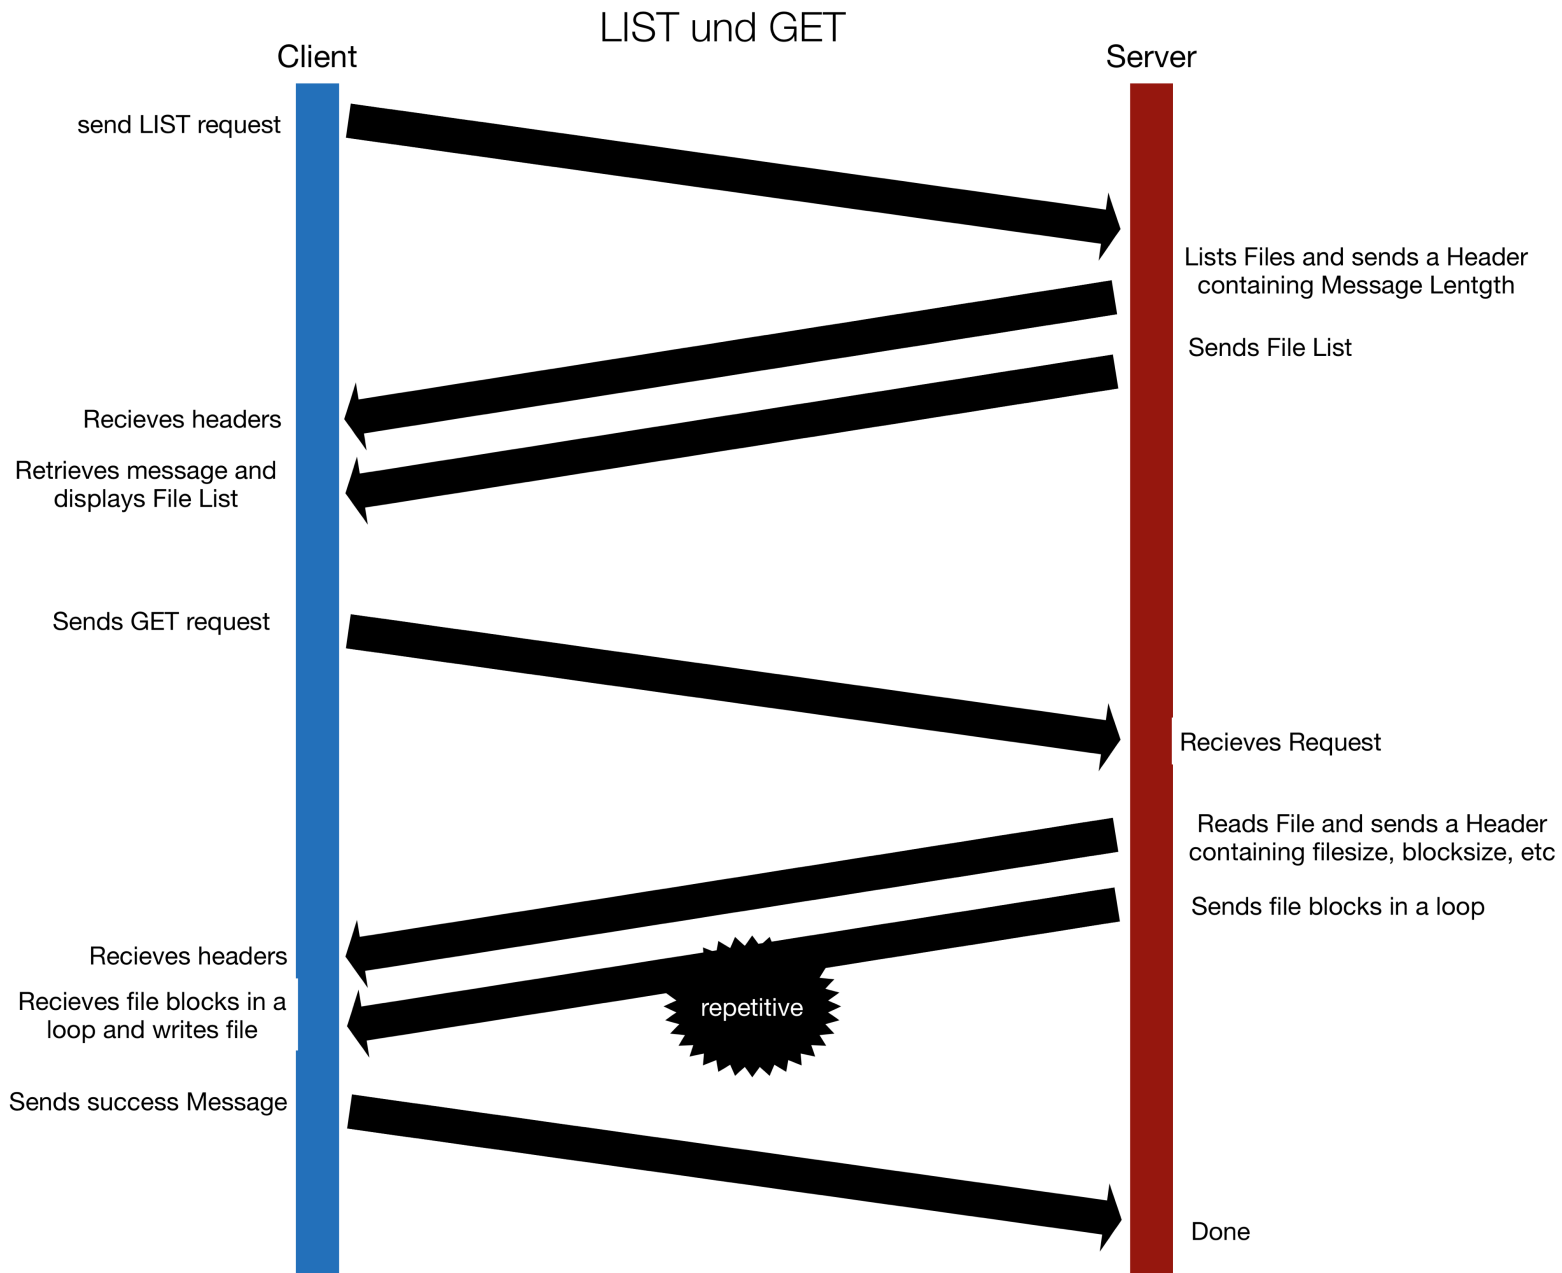 LIST und GET
Client
Server
send LIST request
Lists Files and sends a Header
containing Message Lentgth
Sends File List
Recieves headers
Retrieves message and
displays File List
Sends GET request
Recieves Request
Reads File and sends a Header
containing filesize, blocksize, etc
Sends file blocks in a loop
Recieves headers
Recieves file blocks in a
loop and writes file
repetitive
Sends success Message
Done